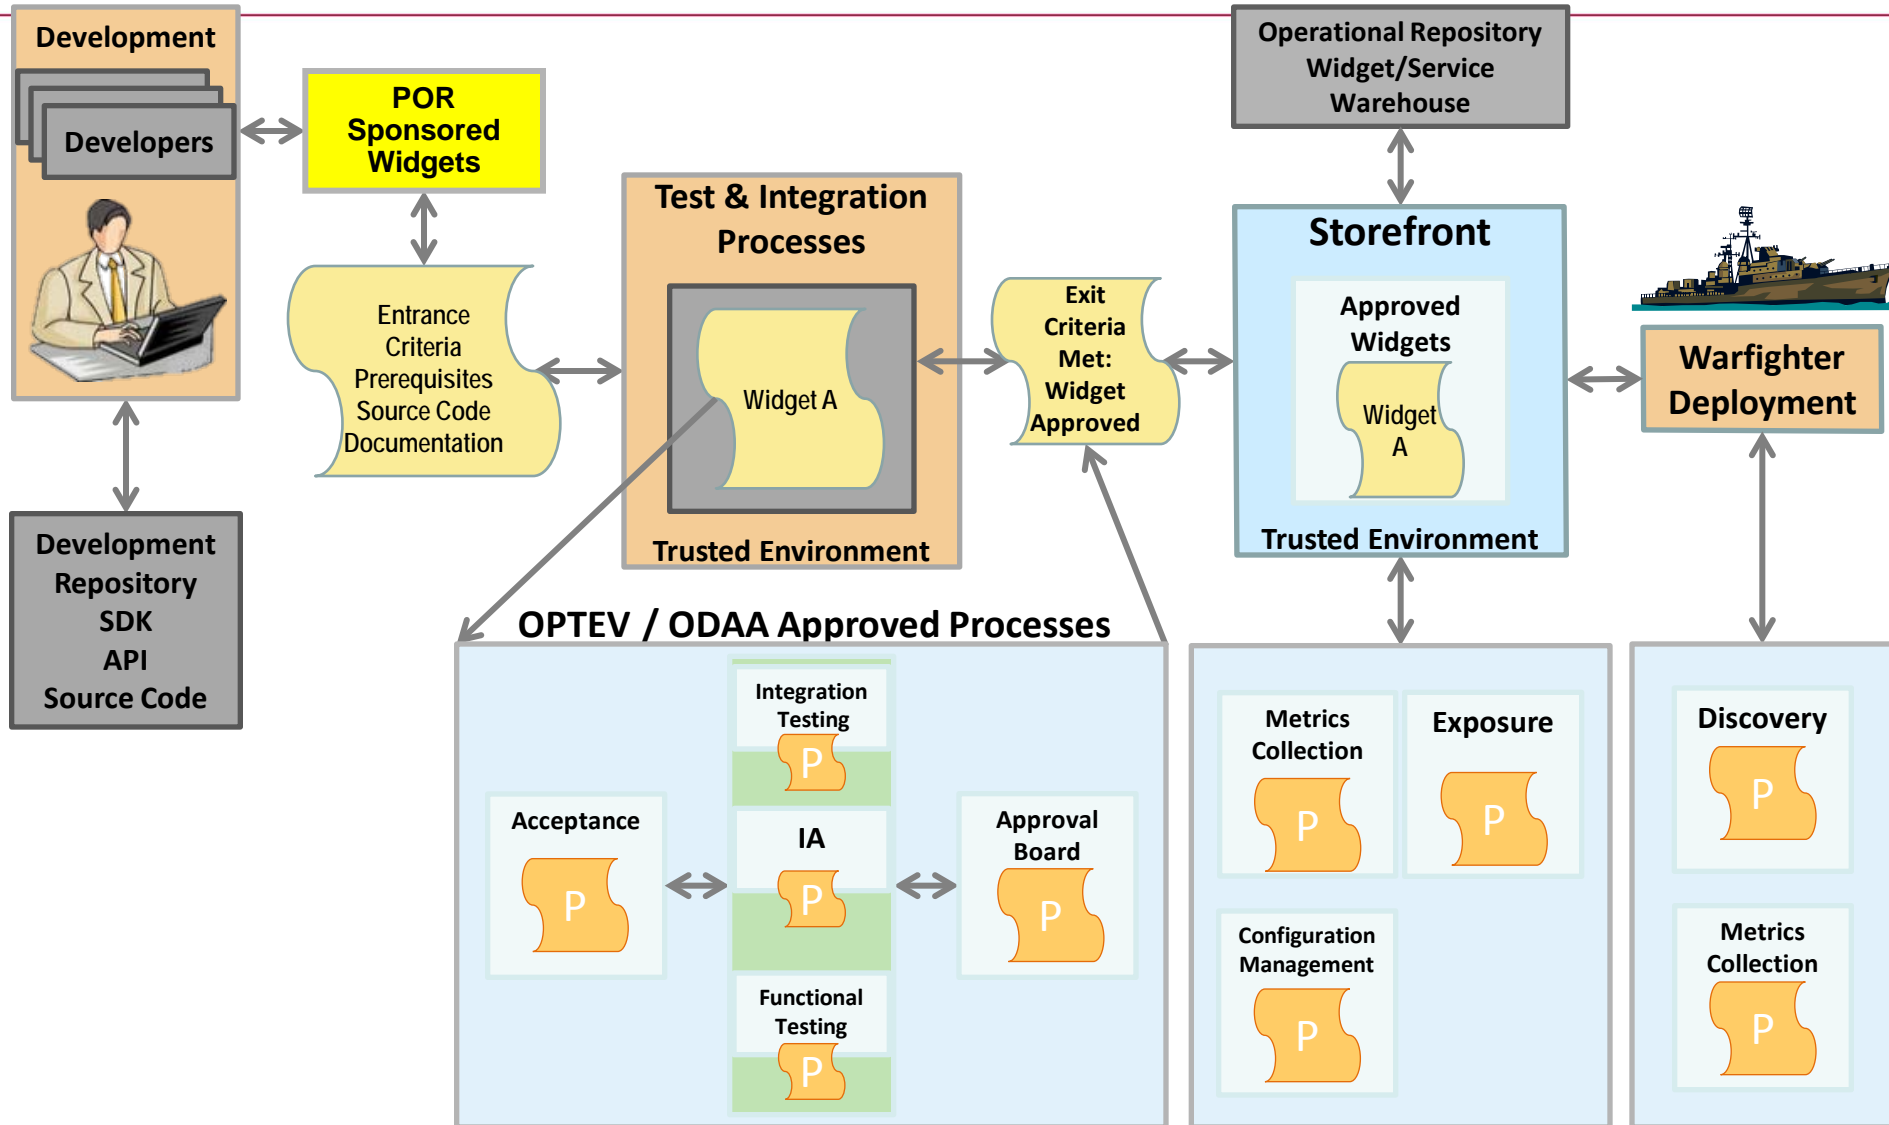 Development
Developers
POR
Sponsored
Widgets
Entrance
Criteria
Prerequisites
Source Code
Documentation
Development
Repository
SDK
API
Source Code
Test & Integration
Processes
Widget A
Trusted Environment
Exit
Criteria
Met:
Widget
Approved
Operational Repository
Widget/Service
Warehouse
Storefront
Approved
Widgets
Widget
A
Trusted Environment
Warfighter
Deployment
OPTEV / ODAA Approved Processes
Acceptance
P
Integration
Testing
P
IA
P
Functional
Testing
P
Approval
Board
P
Metrics
Collection
P
Exposure
P
Configuration
Management
P
Discovery
P
Metrics
Collection
P